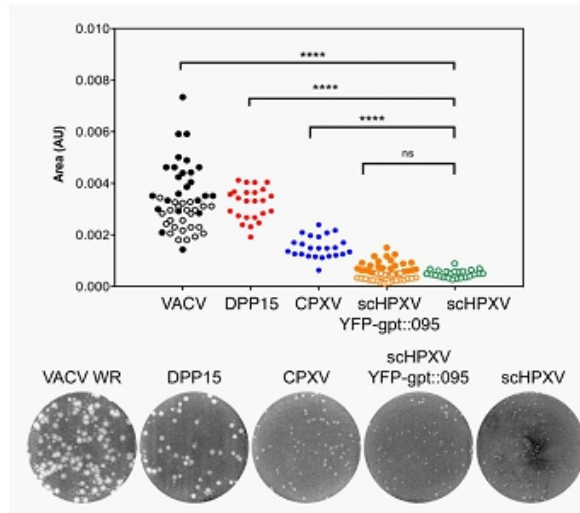 0.010
0.008
0.006
0.004
0.002
0.000
Area (AU)
****
****
****
ns
VACV DPP15 CPXV scHPXV scHPXV
YFP-gpt::095
scHPXV
VACV WR DPP15 CPXV YFP-gpt::095 scHPXV